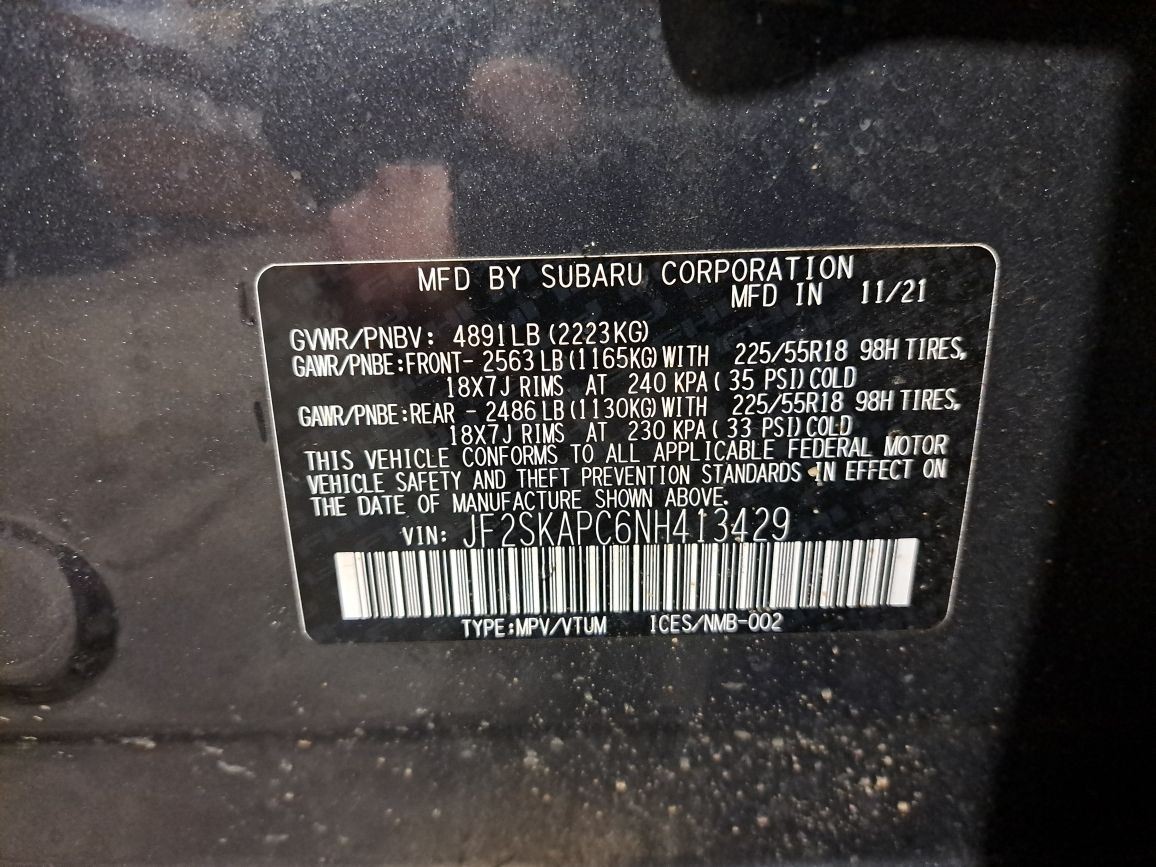 MFD BY SUBARU CORPORATION
MFD IN 11/21
GVWR/PNBV: 4891LB (2223KG)
GAWR/PNBE:FRONT- 2563LB (1165KG) WITH 225/55R18 98H TIRES,
18X7J RIMS AT 240 KPA ( 35 PSI) COLD
GAWR/PNBE:REAR - 2486LB (1130KG) WITH 225/55R18 98H TIRES,
18X7J RIMS AT 230 KPA ( 33 PSI) COLD
THIS VEHICLE CONFORMS TO ALL APPLICABLE FEDERAL MOTOR
VEHICLE SAFETY AND THEFT PREVENTION STANDARDS IN EFFECT ON
THE DATE OF MANUFACTURE SHOWN ABOVE.
VIN: JF2SKAPC6NH413429
TYPE:MPV/VTUM ICES/NMB-002